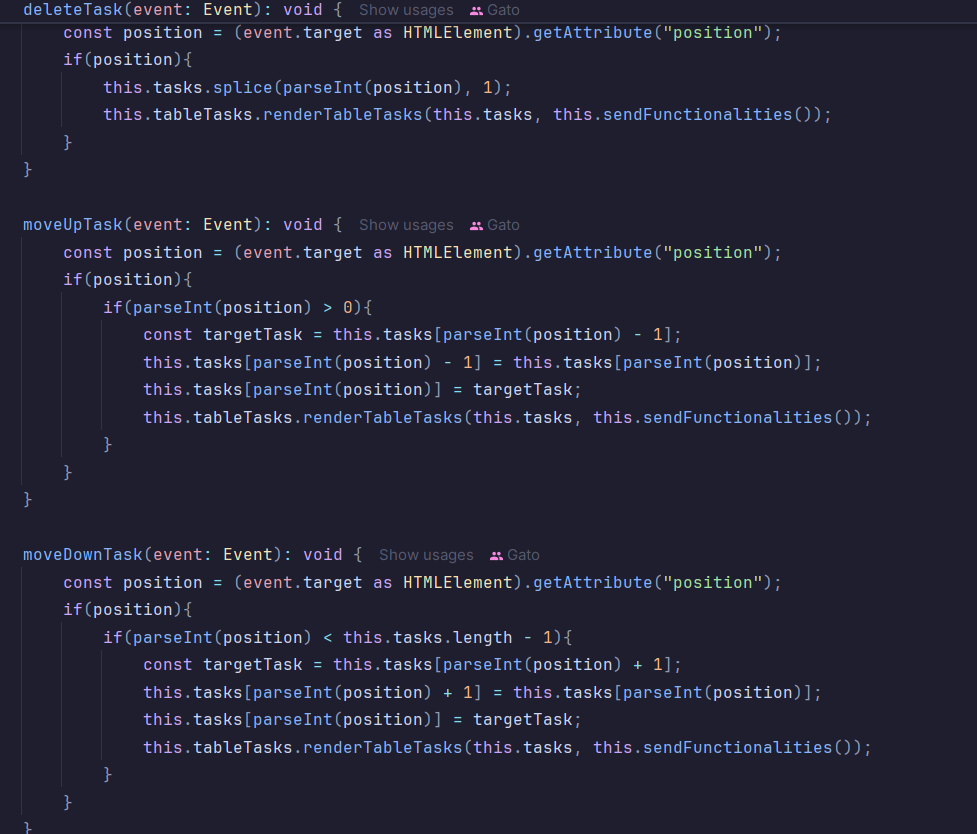 deleteTask(event: Event): void {  Show usages  Gato
    const position = (event.target as HTMLElement).getAttribute("position");
    if(position){
        this.tasks.splice(parseInt(position), 1);
        this.tableTasks.renderTableTasks(this.tasks, this.sendFunctionalities());
    }
}
moveUpTask(event: Event): void {  Show usages  Gato
    const position = (event.target as HTMLElement).getAttribute("position");
    if(position){
        if(parseInt(position) > 0){
            const targetTask = this.tasks[parseInt(position) - 1];
            this.tasks[parseInt(position) - 1] = this.tasks[parseInt(position)];
            this.tasks[parseInt(position)] = targetTask;
            this.tableTasks.renderTableTasks(this.tasks, this.sendFunctionalities());
        }
    }
}
moveDownTask(event: Event): void {  Show usages  Gato
    const position = (event.target as HTMLElement).getAttribute("position");
    if(position){
        if(parseInt(position) < this.tasks.length - 1){
            const targetTask = this.tasks[parseInt(position) + 1];
            this.tasks[parseInt(position) + 1] = this.tasks[parseInt(position)];
            this.tasks[parseInt(position)] = targetTask;
            this.tableTasks.renderTableTasks(this.tasks, this.sendFunctionalities());
        }
    }
}